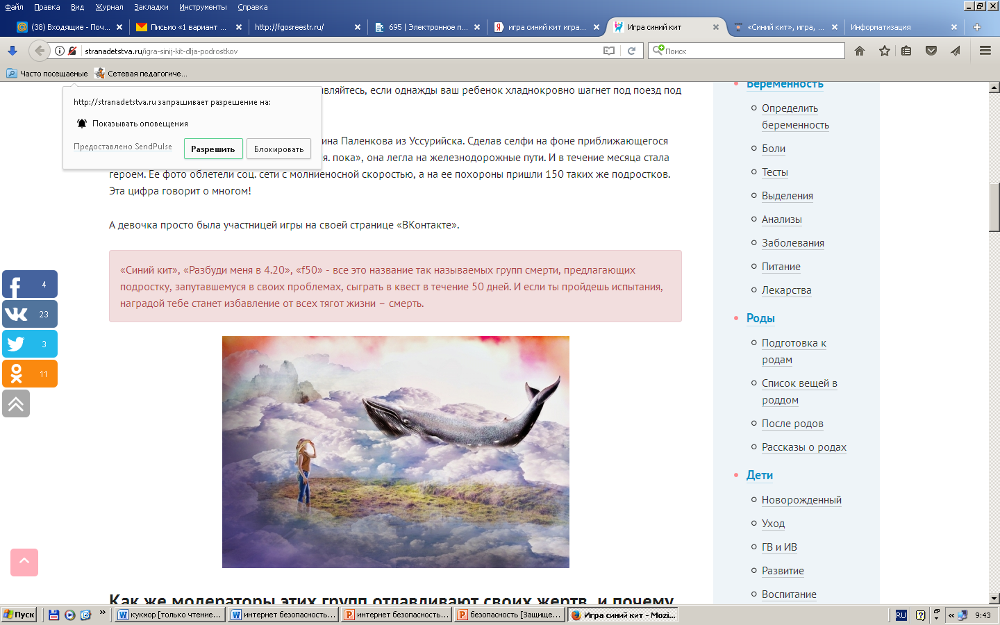 Файл Правка Вид Журнал Закладки Инструменты Справка
(38) Входящие - Поч... Письмо «1 вариант ... http://fgosreestr.ru/ 695 | Электронное п... игра синий кит игра... Игра синий кит «Синий кит», игра, ... Информатизация
stranadetstva.ru/igra-sinij-kit-dlja-podrostkov Поиск
Часто посещаемые Сетевая педагогиче...
http://stranadetstva.ru запрашивает разрешение на:
Показывать оповещения
Предоставлено SendPulse Разрешить Блокировать
вляйтесь, если однажды ваш ребенок хладнокровно шагнет под поезд под
ина Паленкова из Уссурийска. Сделав селфи на фоне приближающегося
я. пока», она легла на железнодорожные пути. И в течение месяца стала
героем. Ее фото облетели соц. сети с молниеносной скоростью, а на ее похороны пришли 150 таких же подростков.
Эта цифра говорит о многом!
А девочка просто была участницей игры на своей странице «ВКонтакте».
«Синий кит», «Разбуди меня в 4.20», «f50» - все это название так называемых групп смерти, предлагающих
подростку, запутавшемуся в своих проблемах, сыграть в квест в течение 50 дней. И если ты пройдешь испытания,
наградой тебе станет избавление от всех тягот жизни – смерть.
4
23
3
11
Как же модераторы этих групп отлавливают своих жертв, и почему
Беременность
Определить
беременность
Боли
Тесты
Выделения
Анализы
Заболевания
Питание
Лекарства
Роды
Подготовка к
родам
Список вещей в
роддом
После родов
Рассказы о родах
Дети
Новорожденный
Уход
ГВ и ИВ
Развитие
Воспитание
Пуск » кукмор [только чтение... интернет безопасность... интернет безопасность... безопасность [Защище... Игра синий кит - Mozi... RU « 9:43